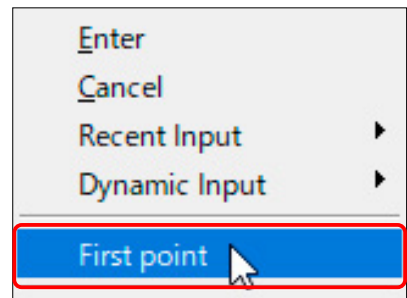 Enter
Cancel
Recent Input
Dynamic Input
First point